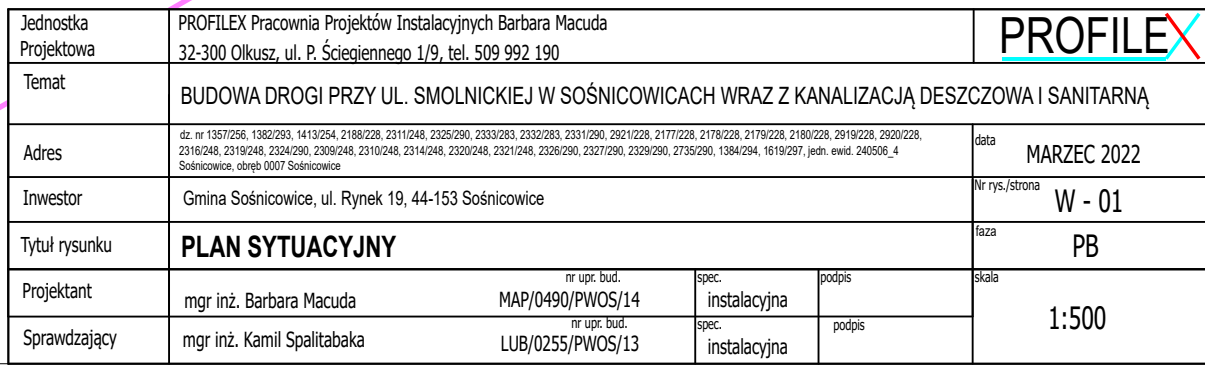 Jednostka
Projektowa
PROFILEX Pracownia Projektów Instalacyjnych Barbara Macuda
32-300 Olkusz, ul. P. Ściegiennego 1/9, tel. 509 992 190
PROFILEX
Temat
BUDOWA DROGI PRZY UL. SMOLNICKIEJ W SOŚNICOWICACH WRAZ Z KANALIZACJĄ DESZCZOWA I SANITARNĄ
Adres
dz. nr 1357/256, 1382/293, 1413/254, 2188/228, 2311/248, 2325/290, 2333/283, 2332/283, 2331/290, 2921/228, 2177/228, 2178/228, 2179/228, 2180/228, 2919/228, 2920/228,
2316/248, 2319/248, 2324/290, 2309/248, 2310/248, 2314/248, 2320/248, 2321/248, 2326/290, 2327/290, 2329/290, 2735/290, 1384/294, 1619/297, jedn. ewid. 240506_4
Sośnicowice, obręb 0007 Sośnicowice
data
MARZEC 2022
Inwestor
Gmina Sośnicowice, ul. Rynek 19, 44-153 Sośnicowice
Nr rys./strona
W - 01
Tytuł rysunku
PLAN SYTUACYJNY
faza
PB
Projektant
mgr inż. Barbara Macuda
nr upr. bud.
MAP/0490/PWOS/14
spec.
instalacyjna
podpis
skala
1:500
Sprawdzający
mgr inż. Kamil Spalitabaka
nr upr. bud.
LUB/0255/PWOS/13
spec.
instalacyjna
podpis